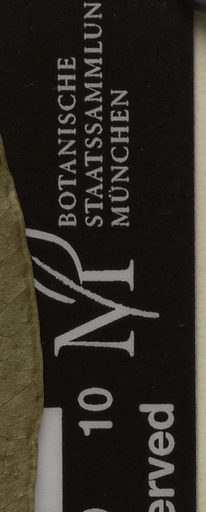 BOTANISCHE
STAATSSAMMLUN
MÜNCHEN
M
10
erved